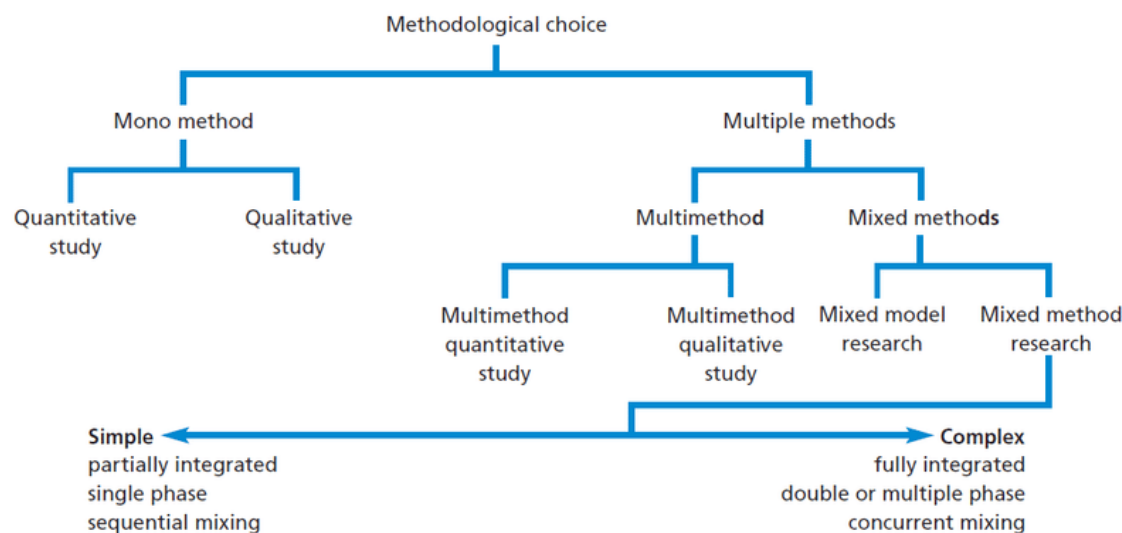 Methodological choice
Mono method
Multiple methods
Quantitative
study
Qualitative
study
Multimethod
Mixed methods
Multimethod
quantitative
study
Multimethod
qualitative
study
Mixed model
research
Mixed method
research
Simple
partially integrated
single phase
sequential mixing
Complex
fully integrated
double or multiple phase
concurrent mixing